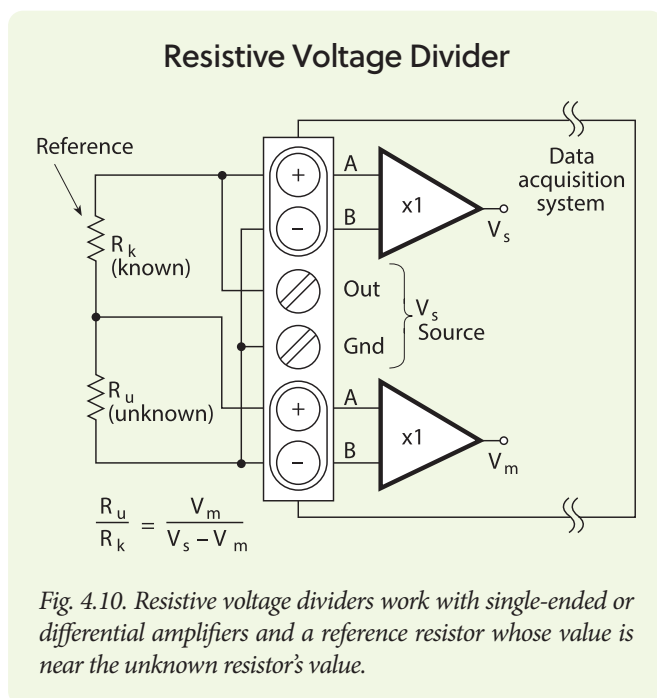 Resistive Voltage Divider
Reference
R k
(known)
R u
(unknown)
+
−
+
−
A
B
Out
Gnd
A
B
x1
x1
V s
V s
Source
V m
Data
acquisition
system
R u
R k
=
V m
V s – V m
Fig. 4.10. Resistive voltage dividers work with single-ended or
differential amplifiers and a reference resistor whose value is
near the unknown resistor's value.